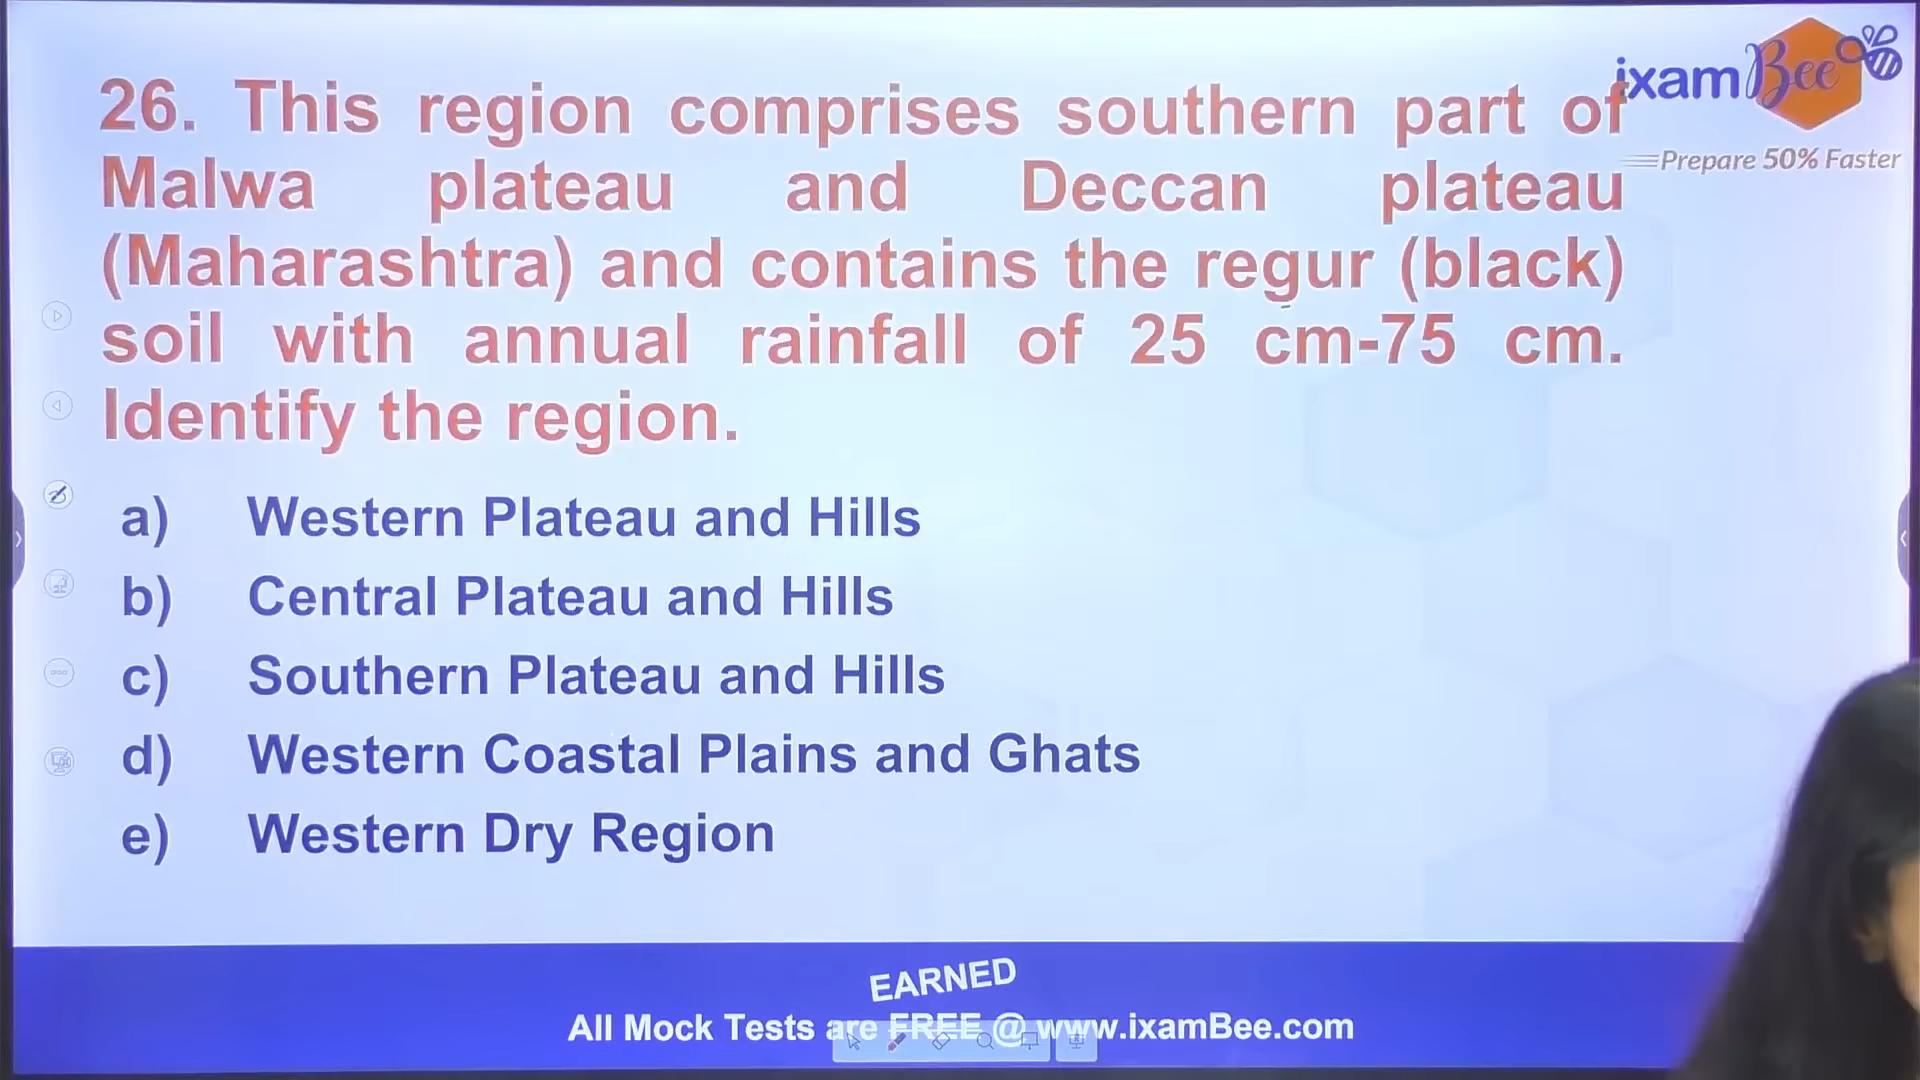 ixamBee
Prepare 50% Faster
26. This region comprises southern part of
Malwa plateau and Deccan plateau
(Maharashtra) and contains the regur (black)
soil with annual rainfall of 25 cm-75 cm.
Identify the region.
a) Western Plateau and Hills
b) Central Plateau and Hills
c) Southern Plateau and Hills
d) Western Coastal Plains and Ghats
e) Western Dry Region
EARNED
All Mock Tests are FREE @ www.ixamBee.com